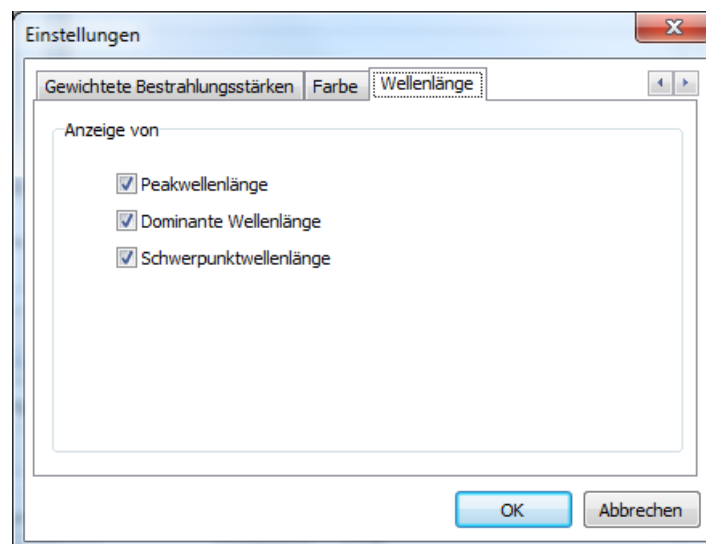 Einstellungen
Gewichtete Bestrahlungsstärken Farbe Wellenlänge
Anzeige von
Peakwellenlänge
Dominante Wellenlänge
Schwerpunktwellenlänge
OK Abbrechen